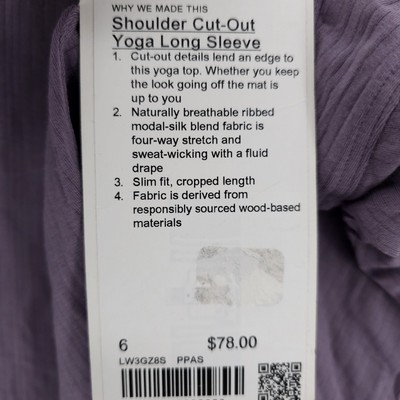 WHY WE MADE THIS
Shoulder Cut-Out
Yoga Long Sleeve
1. Cut-out details lend an edge to
this yoga top. Whether you keep
the look going off the mat is
up to you
2. Naturally breathable ribbed
modal-silk blend fabric is
four-way stretch and
sweat-wicking with a fluid
drape
3. Slim fit, cropped length
4. Fabric is derived from
responsibly sourced wood-based
materials
6 $78.00
LW3GZ8S PPAS